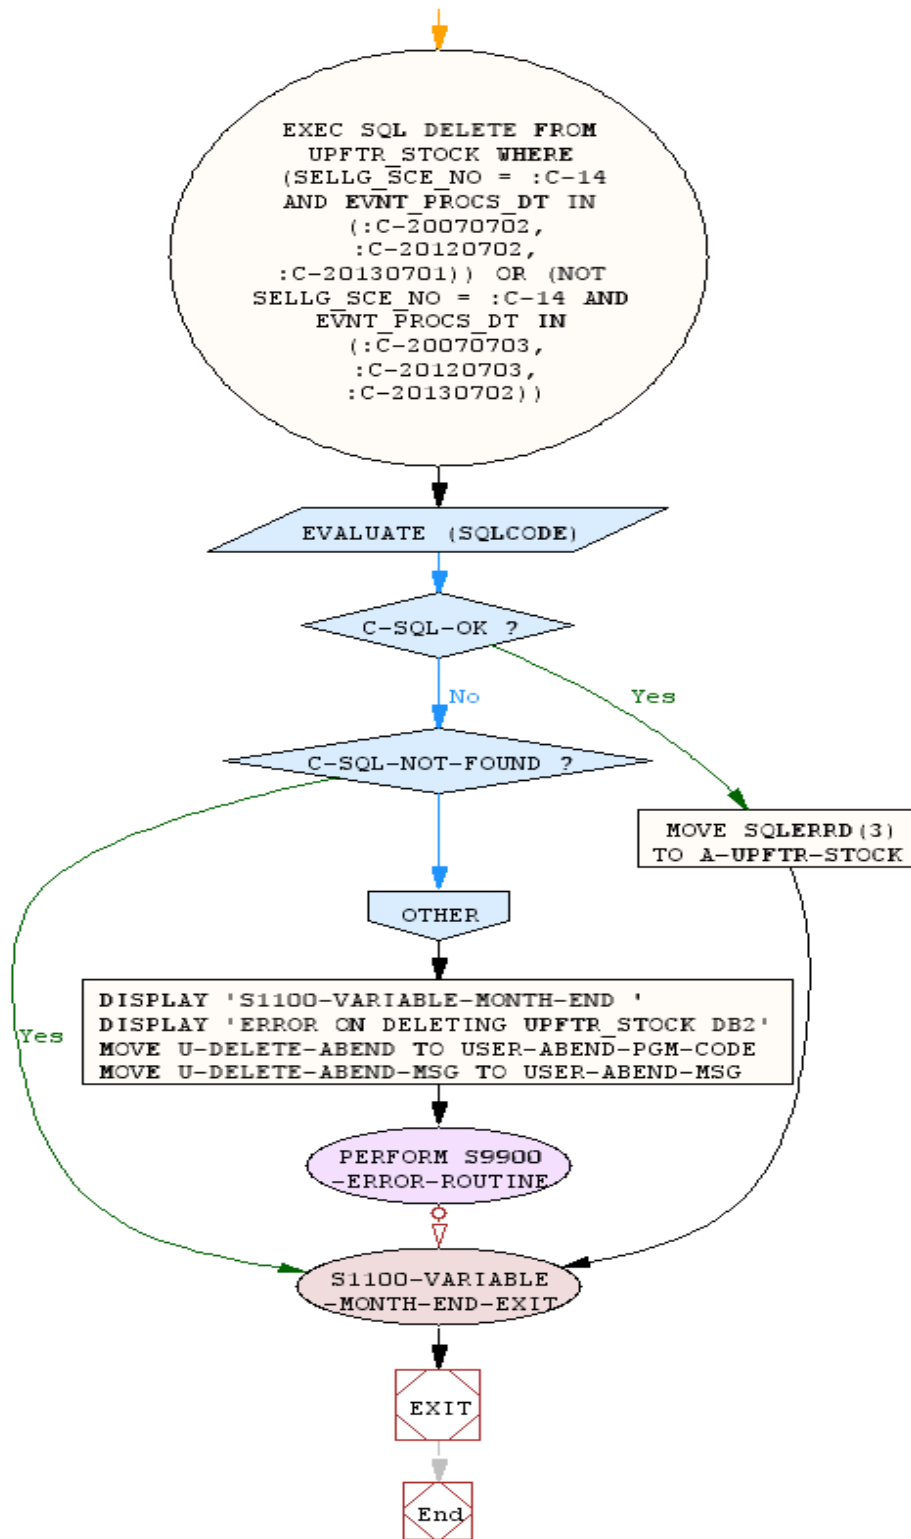 EXEC SQL DELETE FROM
UPFTR_STOCK WHERE
(SELLG_SCE_NO = :C-14
AND EVNT_PROCS_DT IN
(:C-20070702,
:C-20120702,
:C-20130701)) OR (NOT
SELLG_SCE_NO = :C-14 AND
EVNT_PROCS_DT IN
(:C-20070703,
:C-20120703,
:C-20130702))
EVALUATE (SQLCODE)
C-SQL-OK ?
No
Yes
C-SQL-NOT-FOUND ?
MOVE SQLERRD(3)
TO A-UPFTR-STOCK
OTHER
DISPLAY 'S1100-VARIABLE-MONTH-END '
DISPLAY 'ERROR ON DELETING UPFTR_STOCK DB2'
MOVE U-DELETE-ABEND TO USER-ABEND-PGM-CODE
MOVE U-DELETE-ABEND-MSG TO USER-ABEND-MSG
Yes
PERFORM S9900
-ERROR-ROUTINE
S1100-VARIABLE
-MONTH-END-EXIT
EXIT
End